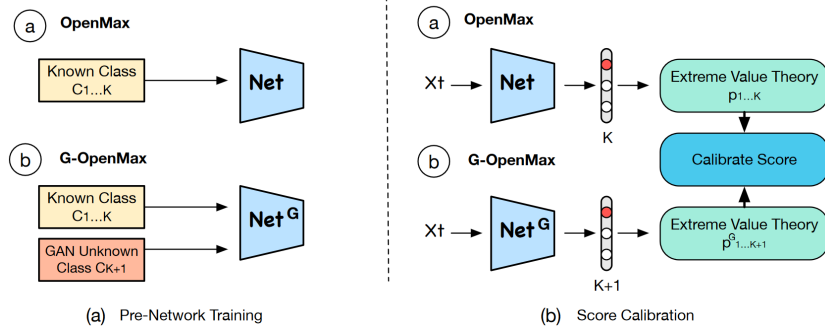 a
OpenMax
Known Class
C1...K
Net
b
G-OpenMax
Known Class
C1...K
GAN Unknown
Class CK+1
Net G
(a) Pre-Network Training
a
OpenMax
Xt
Net
K
Extreme Value Theory
p1...K
Calibrate Score
b
G-OpenMax
Xt
Net G
K+1
Extreme Value Theory
pG1...K+1
(b) Score Calibration